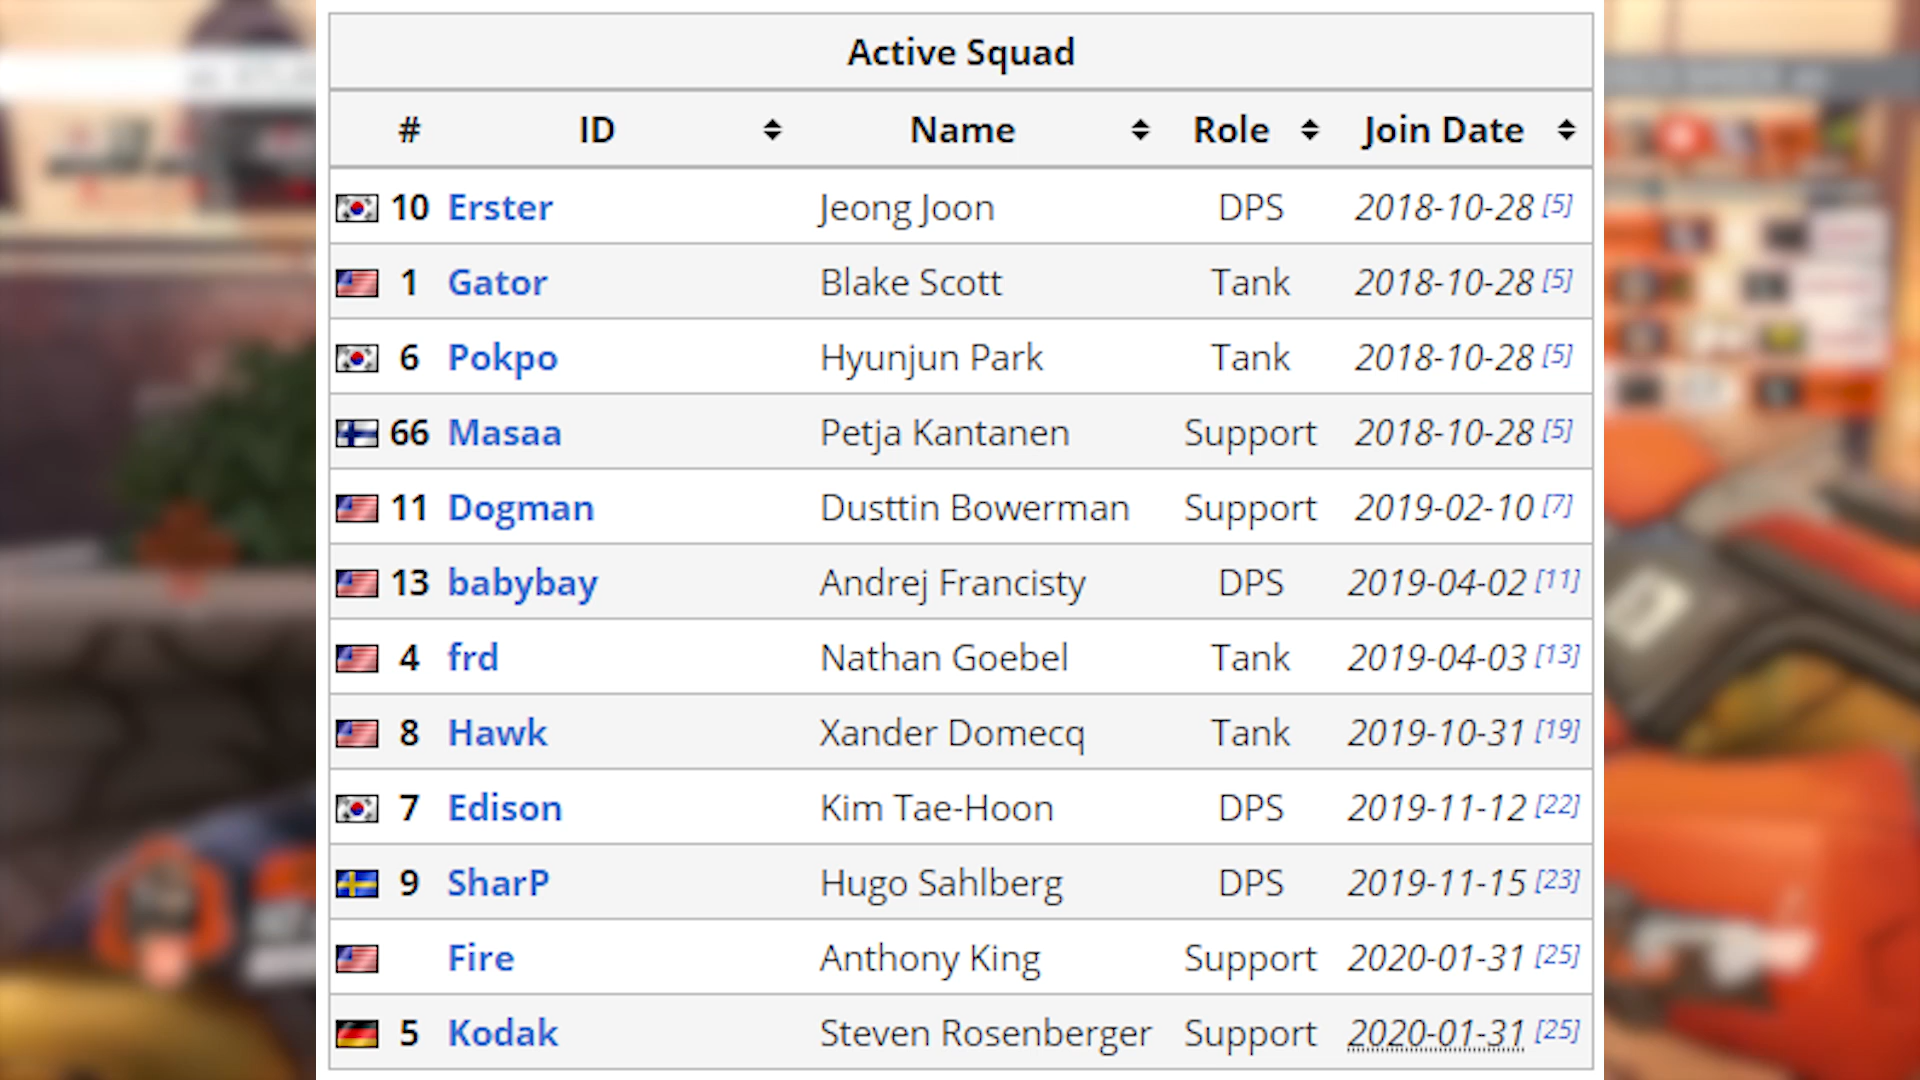 Active Squad
# ID Name Role Join Date
10 Erster Jeong Joon DPS 2018-10-28 [5]
1 Gator Blake Scott Tank 2018-10-28 [5]
6 Pokpo Hyunjun Park Tank 2018-10-28 [5]
66 Masaa Petja Kantanen Support 2018-10-28 [5]
11 Dogman Dusttin Bowerman Support 2019-02-10 [7]
13 babybay Andrej Francisty DPS 2019-04-02 [11]
4 frd Nathan Goebel Tank 2019-04-03 [13]
8 Hawk Xander Domecq Tank 2019-10-31 [19]
7 Edison Kim Tae-Hoon DPS 2019-11-12 [22]
9 SharP Hugo Sahlberg DPS 2019-11-15 [23]
Fire Anthony King Support 2020-01-31 [25]
5 Kodak Steven Rosenberger Support 2020-01-31 [25]